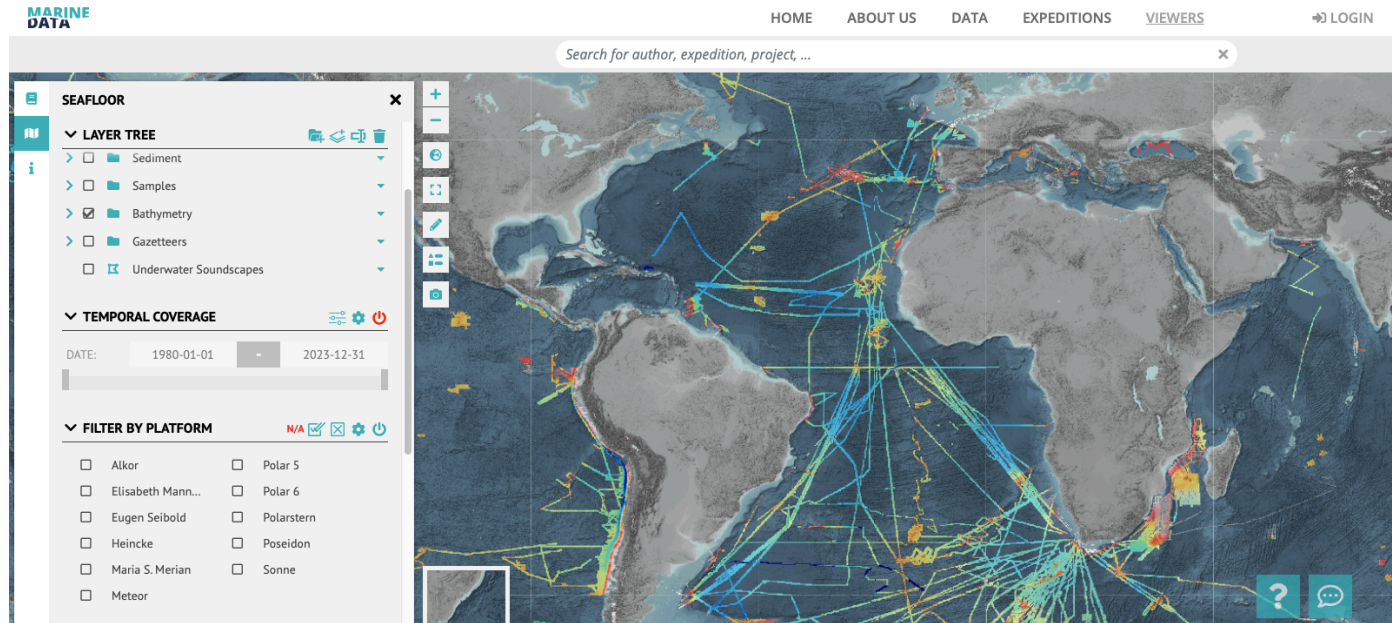 MARINE
DATA
HOME ABOUT US DATA EXPEDITIONS VIEWERS LOGIN
Search for author, expedition, project, ...
SEAFLOOR
LAYER TREE
Sediment
Samples
Bathymetry
Gazetteers
Underwater Soundscapes
TEMPORAL COVERAGE
DATE: 1980-01-01 - 2023-12-31
FILTER BY PLATFORM N/A
Alkor Polar 5
Elisabeth Mann... Polar 6
Eugen Seibold Polarstern
Heincke Poseidon
Maria S. Merian Sonne
Meteor